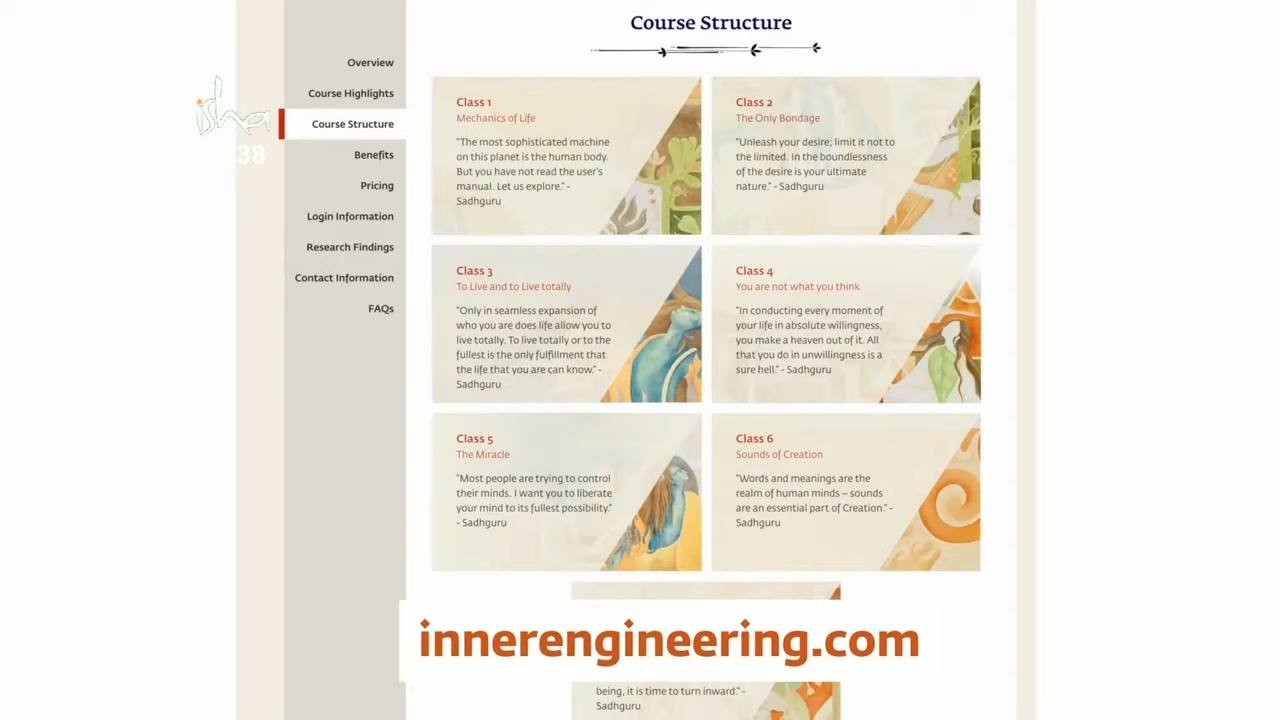 Course Structure
Overview
Course Highlights
Course Structure
Benefits
Pricing
Login Information
Research Findings
Contact Information
FAQs
isha
38
Class 1
Mechanics of Life
"The most sophisticated machine
on this planet is the human body.
But you have not read the user's
manual. Let us explore." -
Sadhguru
Class 2
The Only Bondage
"Unleash your desire; limit it not to
the limited. In the boundlessness
of the desire is your ultimate
nature." - Sadhguru
Class 3
To Live and to Live totally
"Only in seamless expansion of
who you are does life allow you to
live totally. To live totally or to the
fullest is the only fulfillment that
the life that you are can know." -
Sadhguru
Class 4
You are not what you think
"In conducting every moment of
your life in absolute willingness,
you make a heaven out of it. All
that you do in unwillingness is a
sure hell." - Sadhguru
Class 5
The Miracle
"Most people are trying to control
their minds. I want you to liberate
your mind to its fullest possibility."
- Sadhguru
Class 6
Sounds of Creation
"Words and meanings are the
realm of human minds – sounds
are an essential part of Creation." -
Sadhguru
innerengineering.com
being, it is time to turn inward." -
Sadhguru